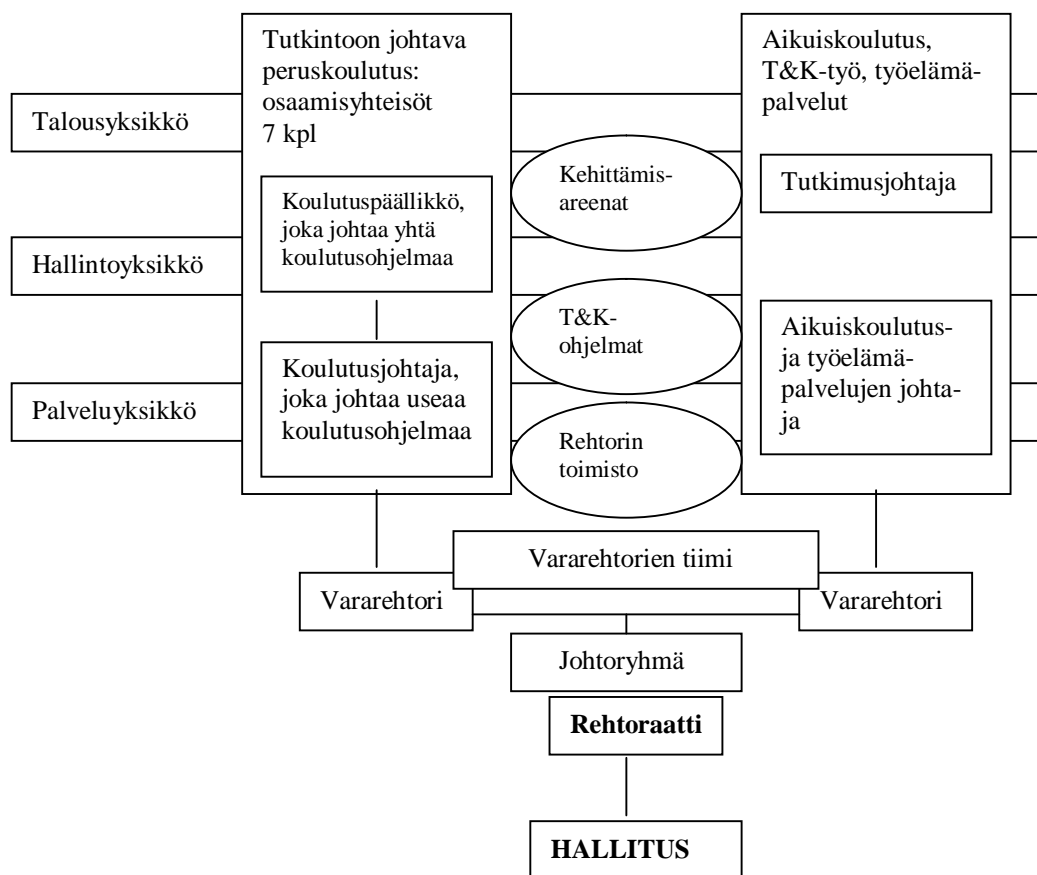 Tutkintoon johtava
peruskoulutus:
osaamisyhteisöt
7 kpl
Aikuiskoulutus,
T&K-työ, työelämä-
palvelut
Talousyksikkö
Kehittämis-
areenat
Tutkimusjohtaja
Koulutuspäällikkö,
joka johtaa yhtä
koulutusohjelmaa
Hallintoyksikkö
T&K-
ohjelmat
Aikuiskoulutus-
ja työelämä-
palvelujen johta-
ja
Koulutusjohtaja,
joka johtaa useaa
koulutusohjelmaa
Palveluyksikkö
Rehtorin
toimisto
Vararehtorien tiimi
Vararehtori
Vararehtori
Johtoryhmä
Rehtoraatti
HALLITUS